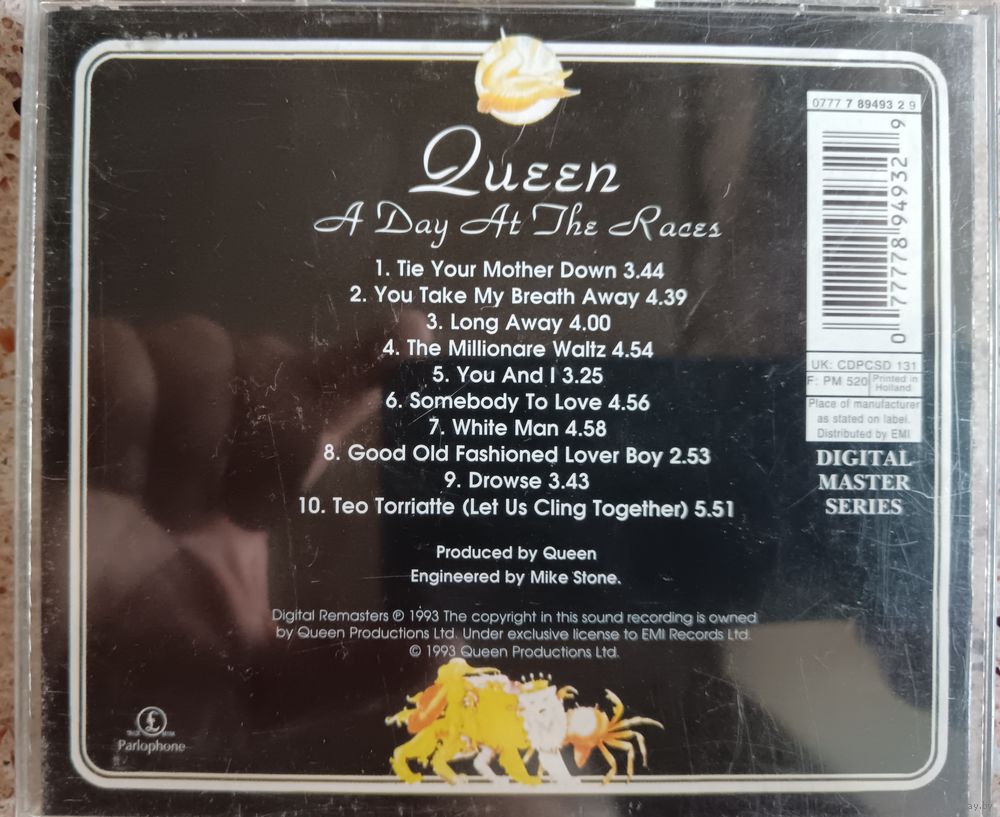 Queen
A Day At The Races
1. Tie Your Mother Down 3.44
2. You Take My Breath Away 4.39
3. Long Away 4.00
4. The Millionare Waltz 4.54
5. You And I 3.25
6. Somebody To Love 4.56
7. White Man 4.58
8. Good Old Fashioned Lover Boy 2.53
9. Drowse 3.43
10. Teo Torriatte (Let Us Cling Together) 5.51
Produced by Queen
Engineered by Mike Stone.
Digital Remasters ℗ 1993 The copyright in this sound recording is owned
by Queen Productions Ltd. Under exclusive license to EMI Records Ltd.
© 1993 Queen Productions Ltd.
£
Parlophone
0777 7 89493 2 9
0 77778 94932 9
UK: CDPCSD 131
F: PM 520
Printed in
Holland
Place of manufacturer
as stated on label.
Distributed by EMI
DIGITAL
MASTER
SERIES
ay.by